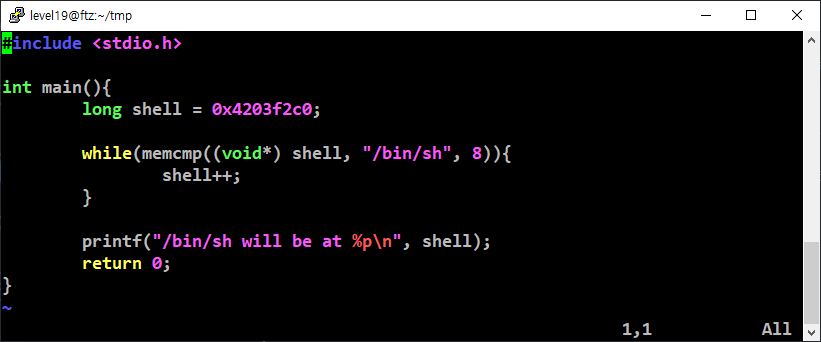 level19@ftz:~/tmp
#include <stdio.h>
int main(){
long shell = 0x4203f2c0;
while(memcmp((void*) shell, "/bin/sh", 8)){
shell++;
}
printf("/bin/sh will be at %p\n", shell);
return 0;
}
~
1,1 All